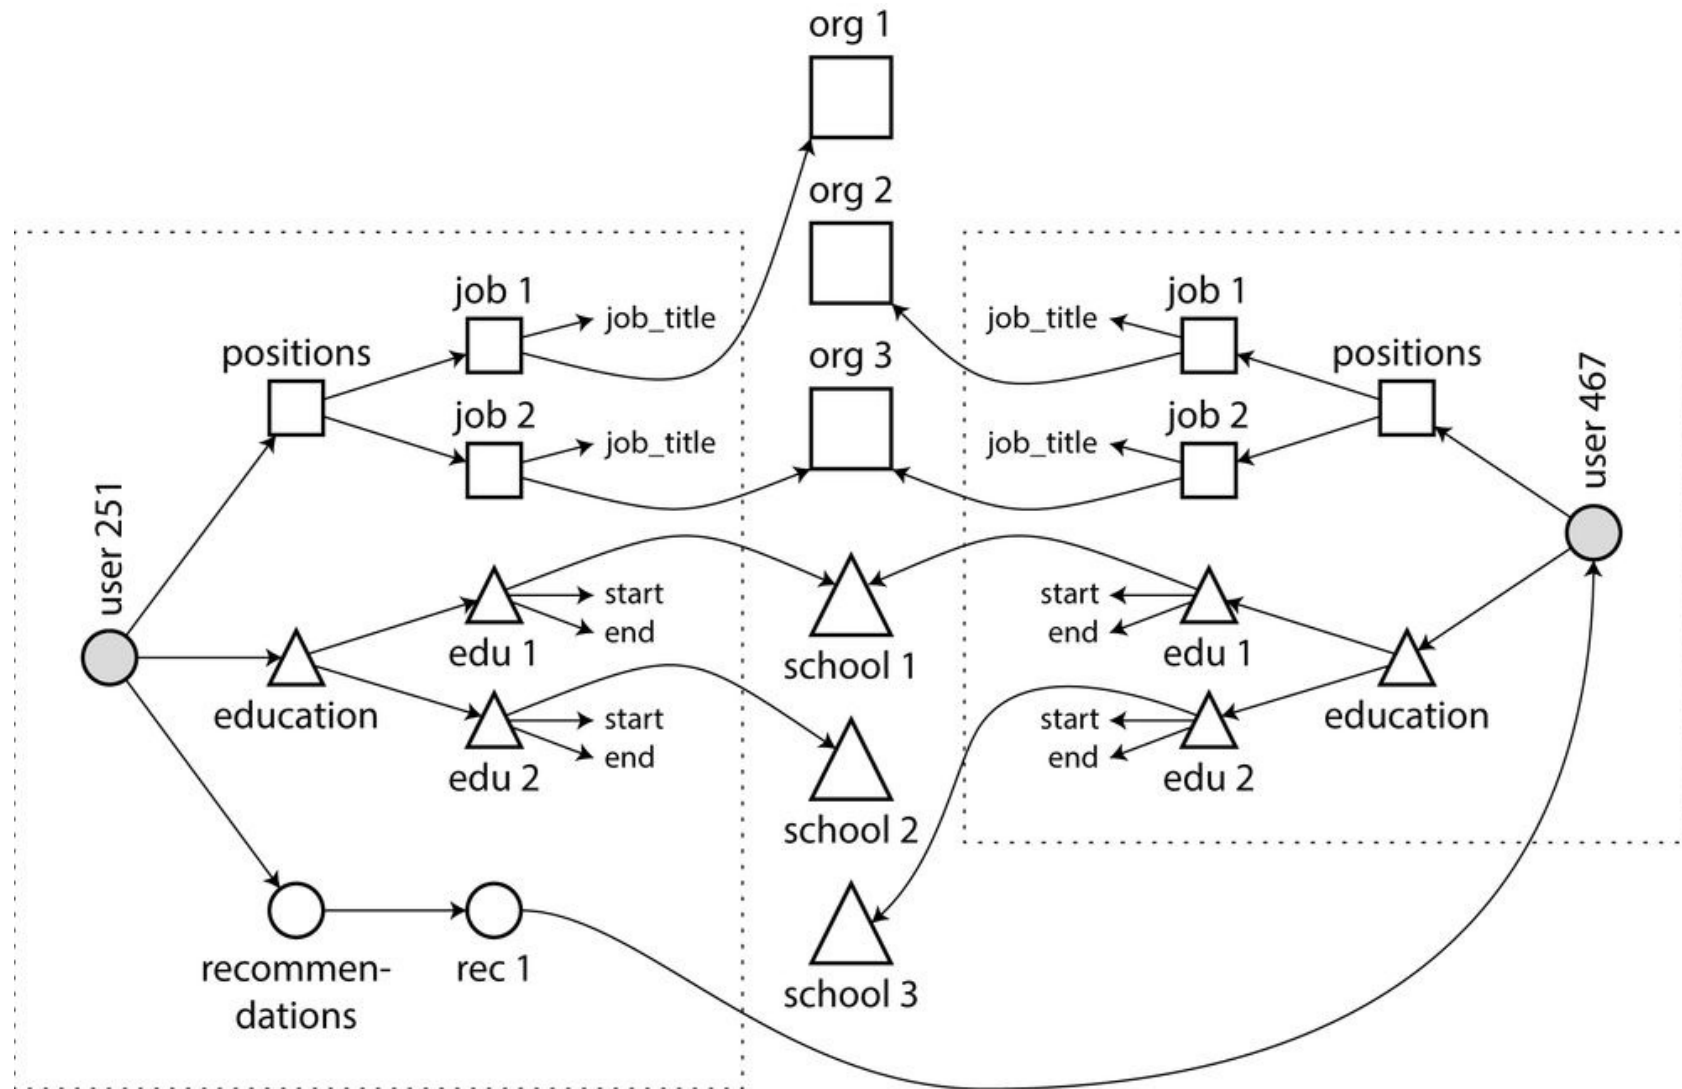 org 1
org 2
org 3
school 1
school 2
school 3
user 251
positions
job 1
job_title
job 2
job_title
education
edu 1
start
end
edu 2
start
end
recommen-
dations
rec 1
user 467
positions
job 1
job_title
job 2
job_title
education
edu 1
start
end
edu 2
start
end